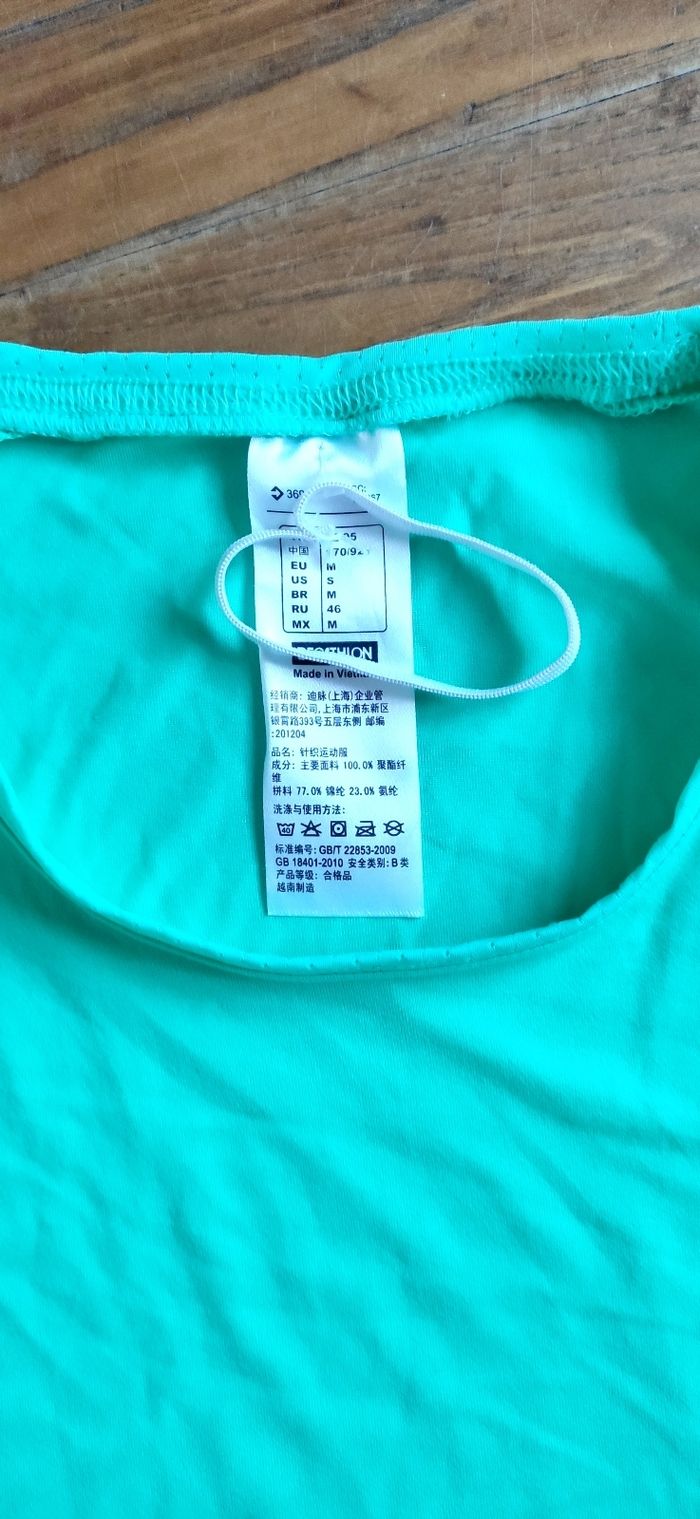 360
中国
EU M
US S
BR M
RU 46
MX M
DECATHLON
Made in
经销商: 迪脉(上海)企业管
理有限公司,上海市浦东新区
银霄路393号五层东侧 邮编
:201204
品名: 针织运动服
成分: 主要面料 100.0% 聚酯纤
维
拼料 77.0% 锦纶 23.0% 氨纶
洗涤与使用方法:
40
标准编号: GB/T 22853-2009
GB 18401-2010 安全类别: B 类
产品等级: 合格品
越南制造